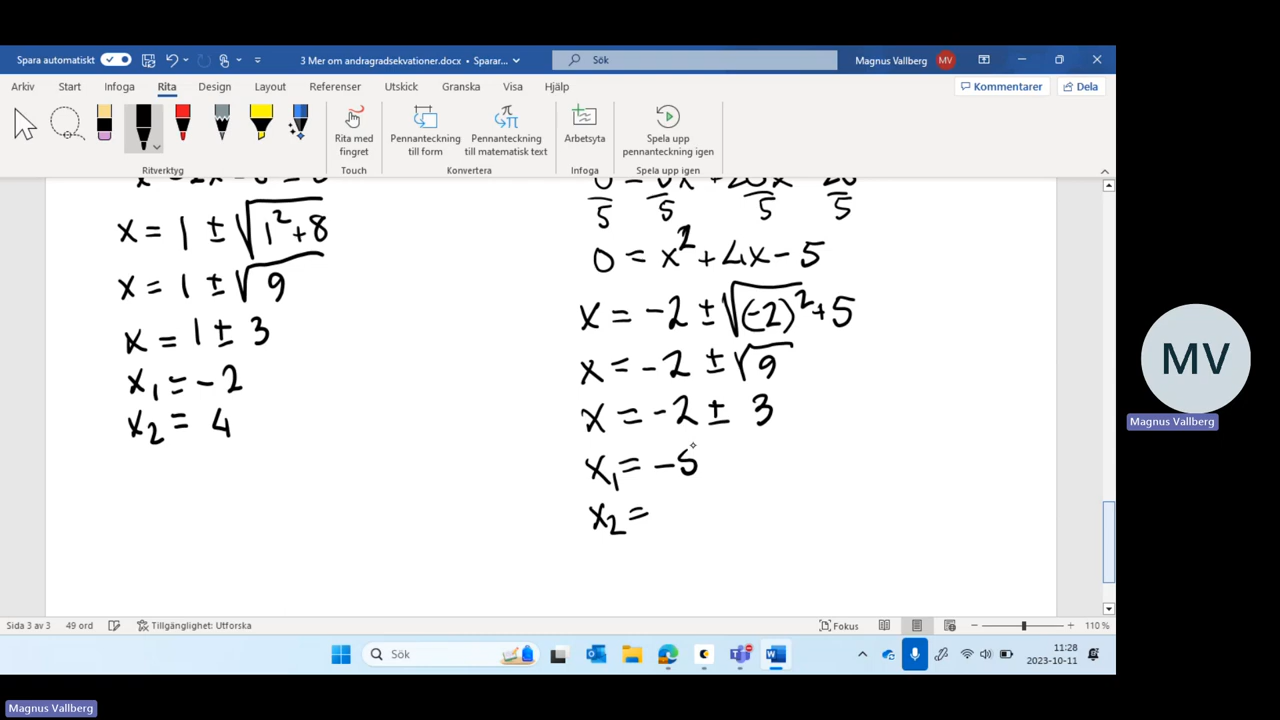 Spara automatiskt
3 Mer om andragradsekvationer.docx • Sparar...
Sök
Magnus Vallberg
MV
Arkiv Start Infoga Rita Design Layout Referenser Utskick Granska Visa Hjälp
Kommentarer
Dela
Rita med fingret
Pennanteckning till form
Pennanteckning till matematisk text
Arbetsyta
Spela upp pennanteckning igen
Touch
Ritverktyg
Konvertera
Infoga
Spela upp igen
x = 1 ± √(1² + 8)
x = 1 ± √9
x = 1 ± 3
x₁ = -2
x₂ = 4
5 5 5 5
0 = x² + 4x - 5
x = -2 ± √(-2)² + 5
x = -2 ± √9
x = -2 ± 3
x₁ = -5
x₂ =
MV
Magnus Vallberg
Sida 3 av 3
49 ord
Tillgänglighet: Utforska
Fokus
110 %
Sök
11:28
2023-10-11
Magnus Vallberg